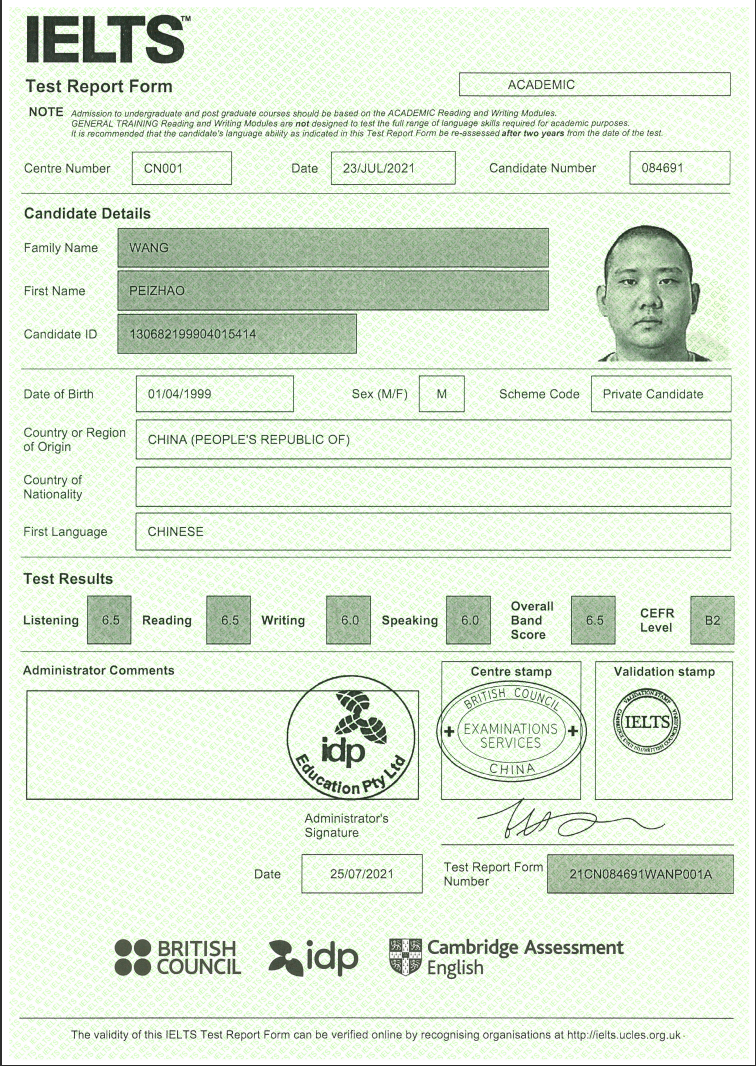 IELTS™
Test Report Form
ACADEMIC
NOTE Admission to undergraduate and post graduate courses should be based on the ACADEMIC Reading and Writing Modules.
GENERAL TRAINING Reading and Writing Modules are not designed to test the full range of language skills required for academic purposes.
It is recommended that the candidate's language ability as indicated in this Test Report Form be re-assessed after two years from the date of the test.
Centre Number CN001 Date 23/JUL/2021 Candidate Number 084691
Candidate Details
Family Name WANG
First Name PEIZHAO
Candidate ID 130682199904015414
Date of Birth 01/04/1999 Sex (M/F) M Scheme Code Private Candidate
Country or Region
of Origin
CHINA (PEOPLE'S REPUBLIC OF)
Country of
Nationality
First Language CHINESE
Test Results
Listening 6.5 Reading 6.5 Writing 6.0 Speaking 6.0 Overall Band Score 6.5 CEFR Level B2
Administrator Comments
idp
Education Pty Ltd
Centre stamp
BRITISH COUNCIL
EXAMINATIONS
SERVICES
CHINA
Validation stamp
VALIDATION STAMP
IELTS
Administrator's
Signature
Date 25/07/2021
Test Report Form
Number
21CN084691WANP001A
BRITISH
COUNCIL
idp
Cambridge Assessment
English
The validity of this IELTS Test Report Form can be verified online by recognising organisations at http://ielts.ucles.org.uk